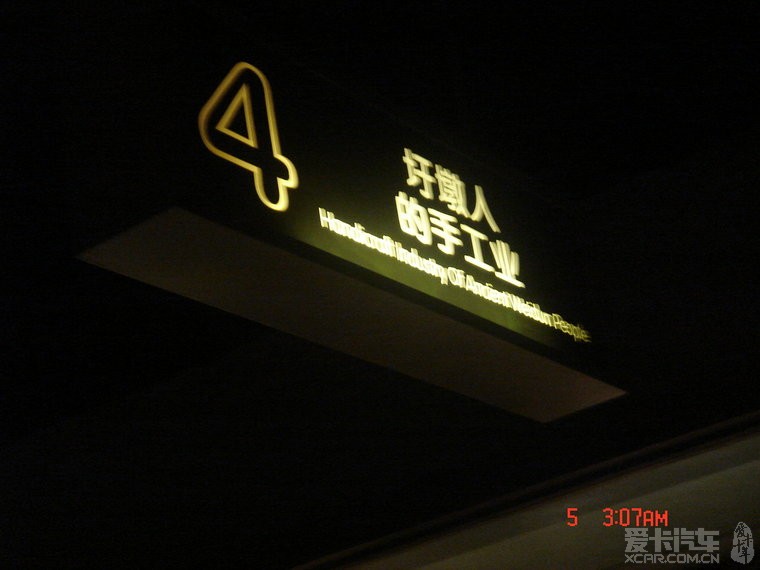 4
圩墩人
的手工业
Handicraft Industry Of Ancient Weidun People
5 3:07AM
爱卡汽车
XCAR.COM.CN